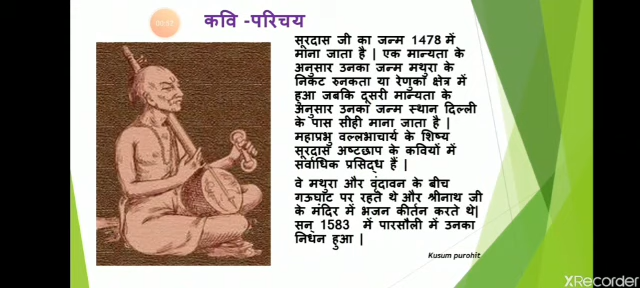 कवि -परिचय
सूरदास जी का जन्म 1478 में
माना जाता है | एक मान्यता के
अनुसार उनका जन्म मथुरा के
निकट रुनकता या रेणुका क्षेत्र में
हुआ जबकि दूसरी मान्यता के
अनुसार उनका जन्म स्थान दिल्ली
के पास सीही माना जाता है |
महाप्रभु वल्लभाचार्य के शिष्य
सूरदास अष्टछाप के कवियों में
सर्वाधिक प्रसिद्ध हैं |
वे मथुरा और वृंदावन के बीच
गऊघाट पर रहते थे और श्रीनाथ जी
के मंदिर में भजन कीर्तन करते थे|
सन् 1583 में पारसौली में उनका
निधन हुआ |
Kusum purohit
XRecorder